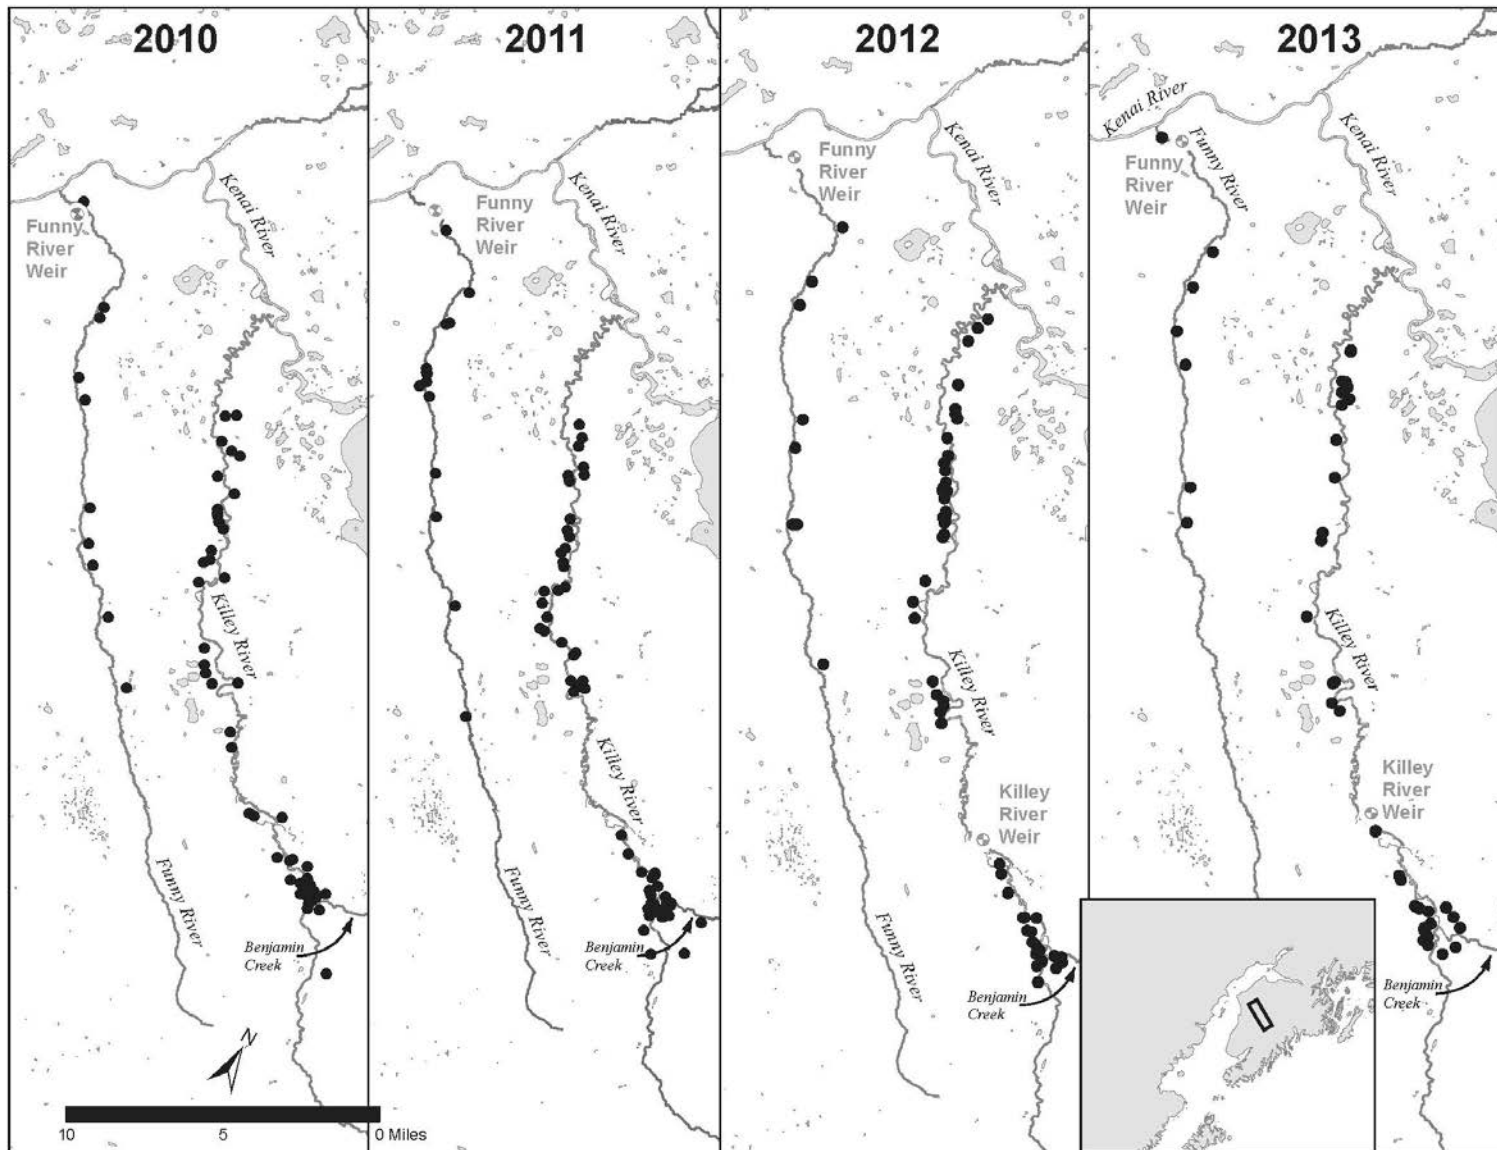 2010
Kenai River
Funny
River
Weir
Killey River
Funny River
Benjamin
Creek
N
10
5
0 Miles
2011
Funny
River
Weir
Kenai River
Killey River
Funny River
Benjamin
Creek
2012
Funny
River
Weir
Kenai River
Killey River
Killey
River
Weir
Funny River
Benjamin
Creek
2013
Kenai River
Funny River
Funny
River
Weir
Kenai River
Killey River
Killey
River
Weir
Benjamin
Creek